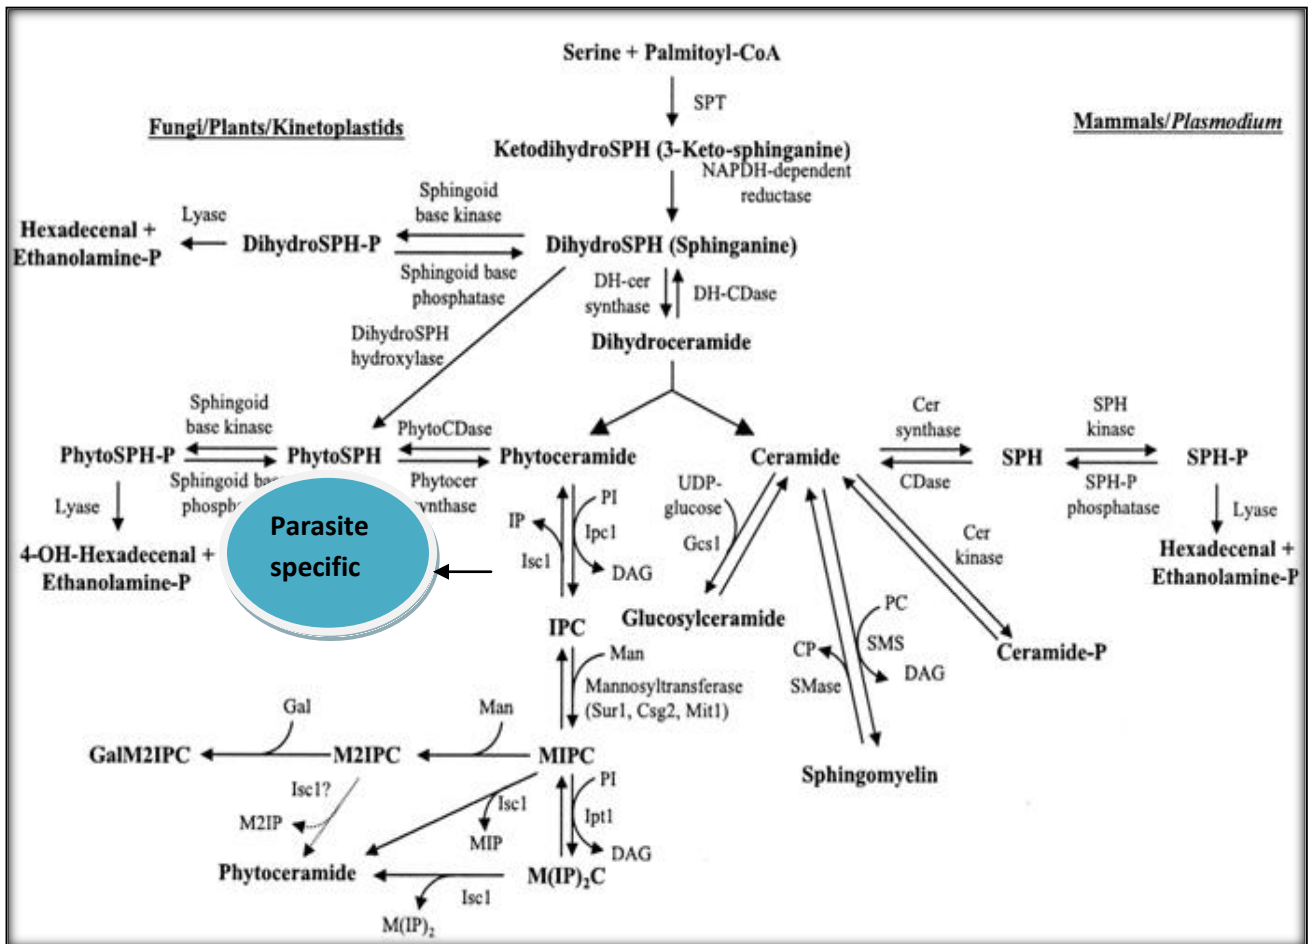 Serine + Palmitoyl-CoA
SPT
Fungi/Plants/Kinetoplastids
Mammals/Plasmodium
KetodihydroSPH (3-Keto-sphinganine)
NAPDH-dependent
reductase
Sphingoid
base kinase
Lyase
Hexadecenal +
Ethanolamine-P
DihydroSPH-P
DihydroSPH (Sphinganine)
Sphingoid base
phosphatase
DH-cer
synthase
DH-CDase
DihydroSPH
hydroxylase
Dihydroceramide
Sphingoid
base kinase
PhytoCDase
Cer
synthase
SPH
kinase
PhytoSPH-P
PhytoSPH
Phytoceramide
Ceramide
SPH
SPH-P
Sphingoid
Phytocer
CDase
SPH-P
phosphatase
Lyase
4-OH-Hexadecenal +
Ethanolamine-P
Parasite
specific
IP
PI
Ipc1
Isc1
DAG
UDP-
glucose
Gcs1
Cer
kinase
Lyase
Hexadecenal +
Ethanolamine-P
IPC
Glucosylceramide
PC
CP
SMS
DAG
SMase
Ceramide-P
Man
Mannosyltransferase
(Sur1, Csg2, Mit1)
Gal
Man
GalM2IPC
M2IPC
MIPC
Sphingomyelin
Isc1?
M2IP
Isc1
MIP
PI
Ipt1
DAG
Phytoceramide
M(IP)₂C
Isc1
M(IP)₂